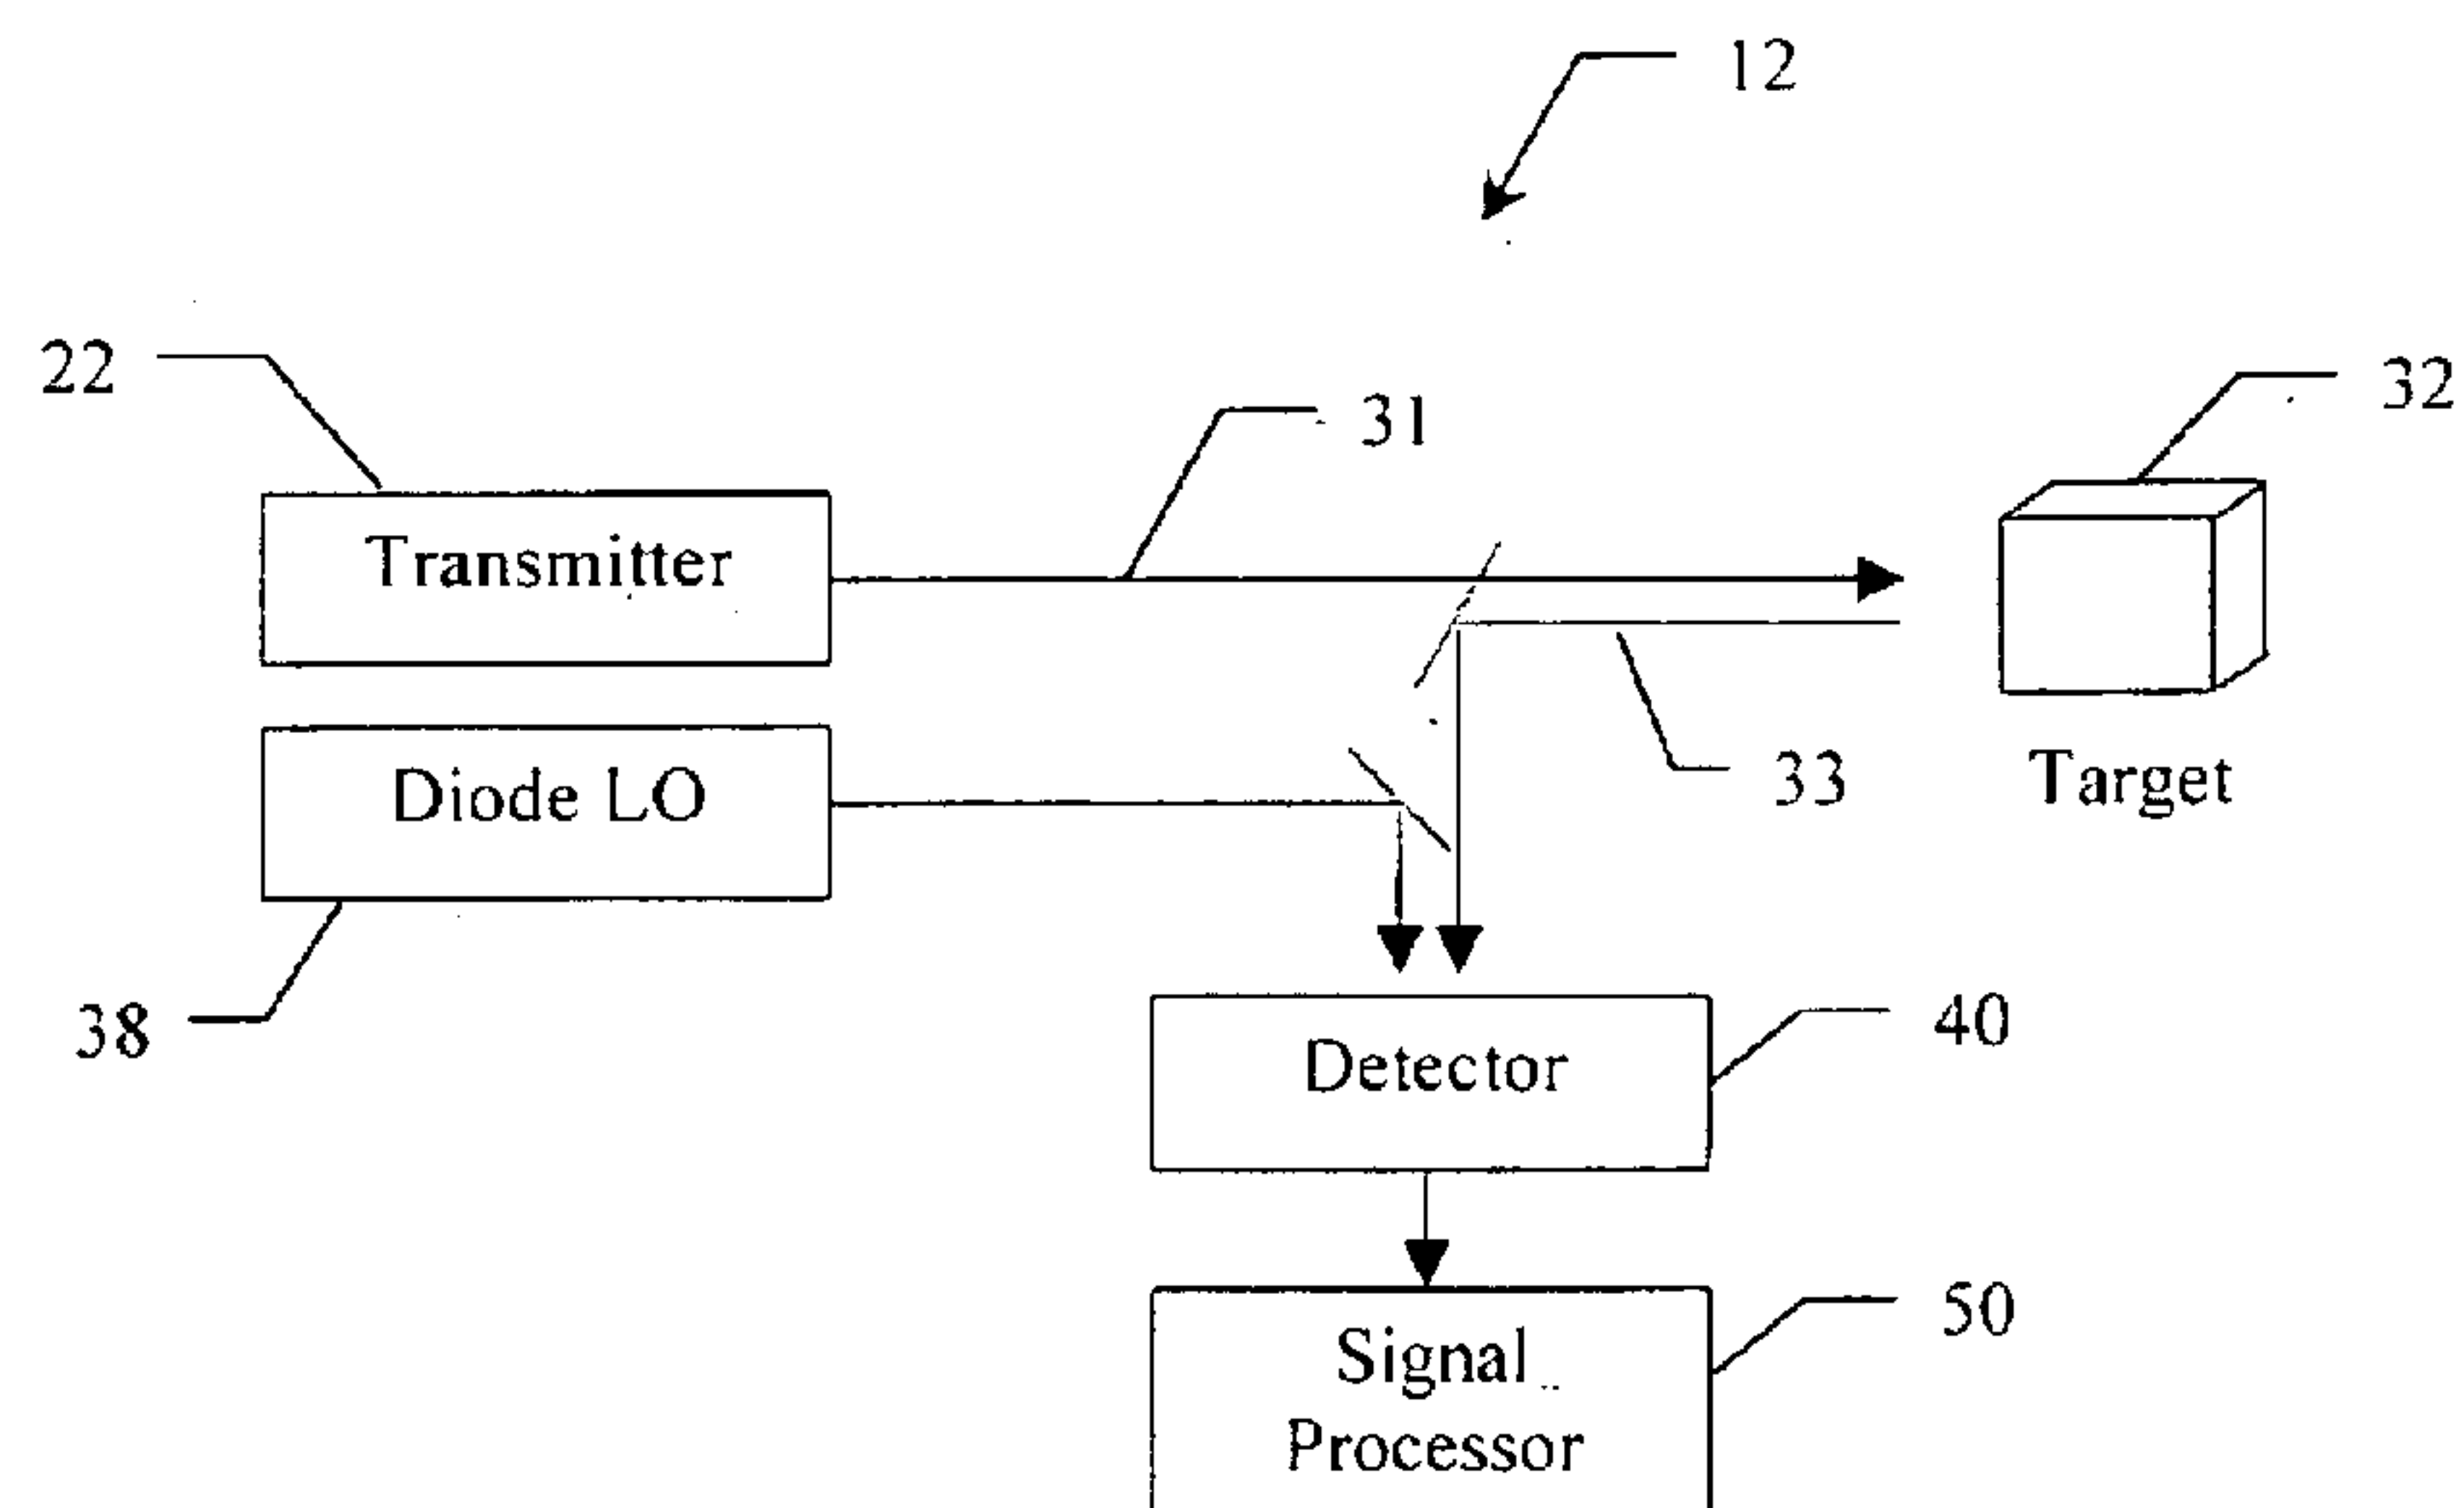 12
22
31
32
Transmitter
33
Target
Diode LO
38
40
Detector
50
Signal
Processor